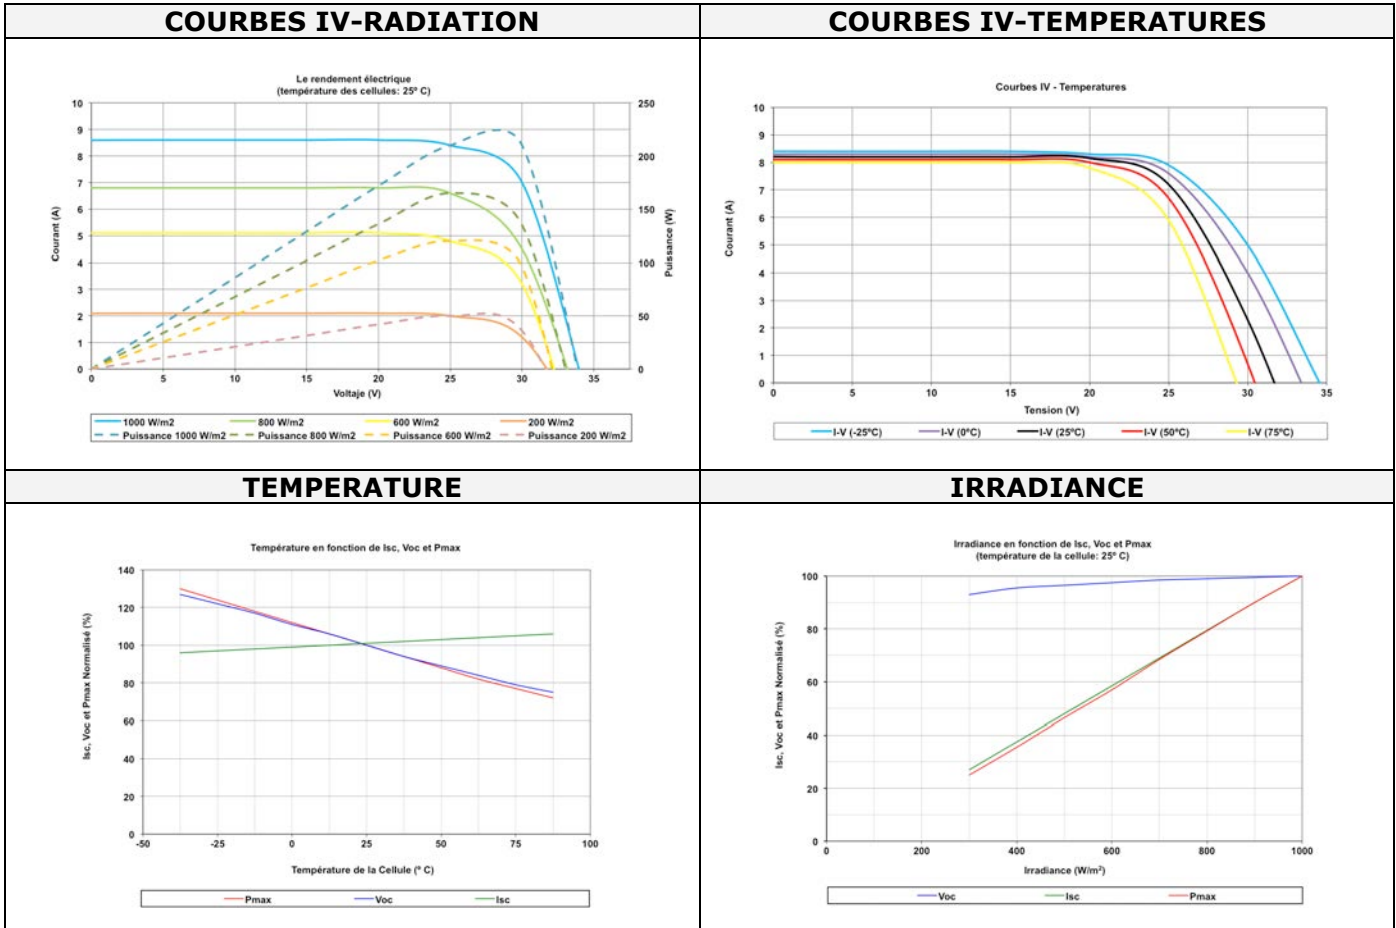 COURBES IV-RADIATION
Le rendement électrique
(température des cellules: 25º C)
Courant (A)
10
9
8
7
6
5
4
3
2
1
0
250
200
150
100
50
0
Puissance (W)
0 5 10 15 20 25 30 35
Voltaje (V)
1000 W/m2 800 W/m2 600 W/m2 200 W/m2
Puissance 1000 W/m2 Puissance 800 W/m2 Puissance 600 W/m2 Puissance 200 W/m2
COURBES IV-TEMPERATURES
Courbes IV - Temperatures
Courant (A)
10
9
8
7
6
5
4
3
2
1
0
0 5 10 15 20 25 30 35
Tension (V)
I-V (-25ºC) I-V (0ºC) I-V (25ºC) I-V (50ºC) I-V (75ºC)
TEMPERATURE
Température en fonction de Isc, Voc et Pmax
Isc, Voc et Pmax Normalisé (%)
140
120
100
80
60
40
20
0
-50 -25 0 25 50 75 100
Température de la Cellule (º C)
Pmax Voc Isc
IRRADIANCE
Irradiance en fonction de Isc, Voc et Pmax
(température de la cellule: 25º C)
Isc, Voc et Pmax Normalisé (%)
100
80
60
40
20
0
0 200 400 600 800 1000
Irradiance (W/m²)
Voc Isc Pmax